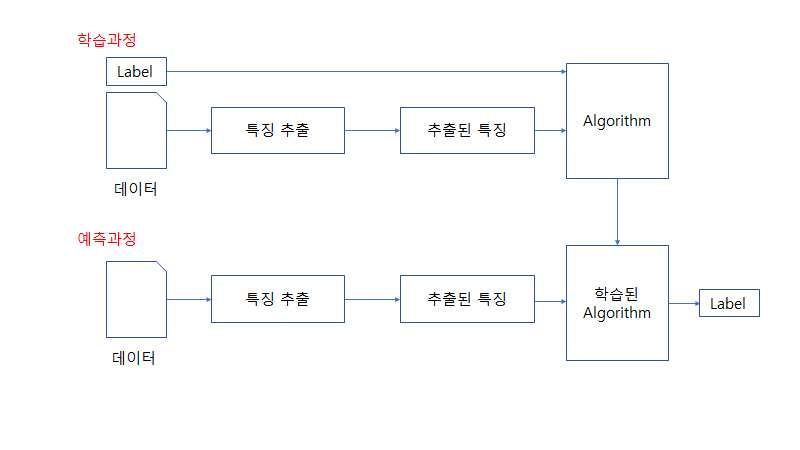 학습과정
Label
특징 추출
추출된 특징
Algorithm
데이터
예측과정
특징 추출
추출된 특징
학습된
Algorithm
Label
데이터